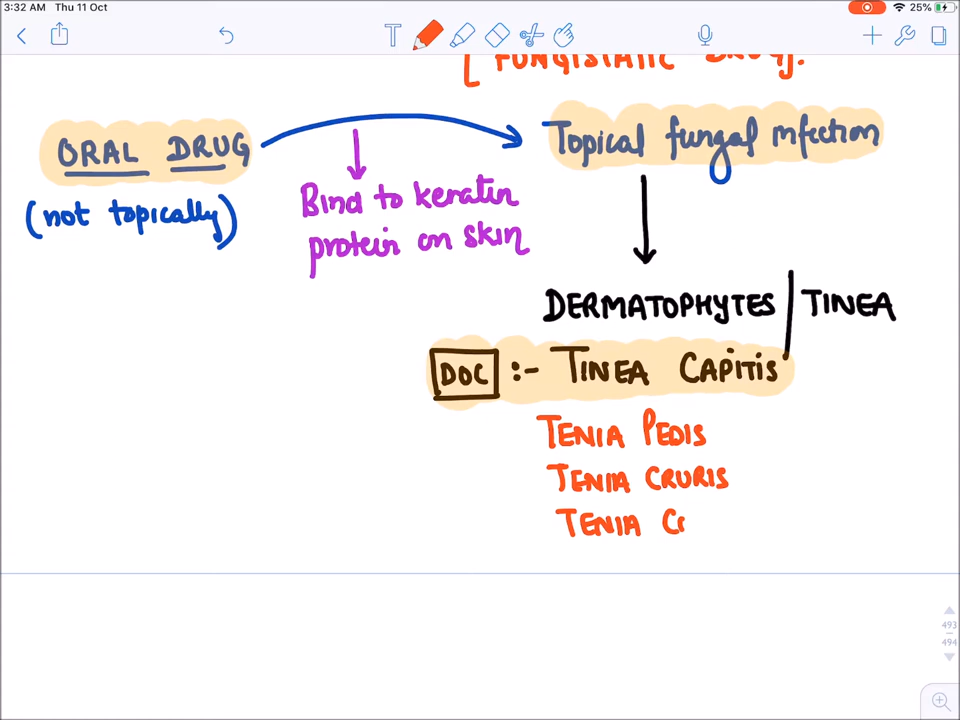 3:32 AM Thu 11 Oct
25%
[FUNGISTATIC DRUG].
ORAL DRUG
(not topically)
Bind to keratin
protein on skin
Topical fungal infection
DERMATOPHYTES | TINEA
DOC :- TINEA CAPITIS
TENIA PEDIS
TENIA CRURIS
TENIA Cr
493
494